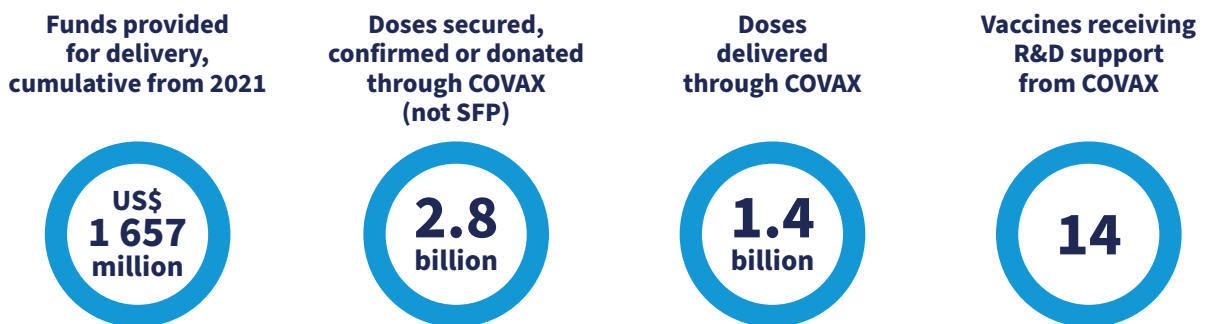 Funds provided
for delivery,
cumulative from 2021
US$
1 657
million
Doses secured,
confirmed or donated
through COVAX
(not SFP)
2.8
billion
Doses
delivered
through COVAX
1.4
billion
Vaccines receiving
R&D support
from COVAX
14